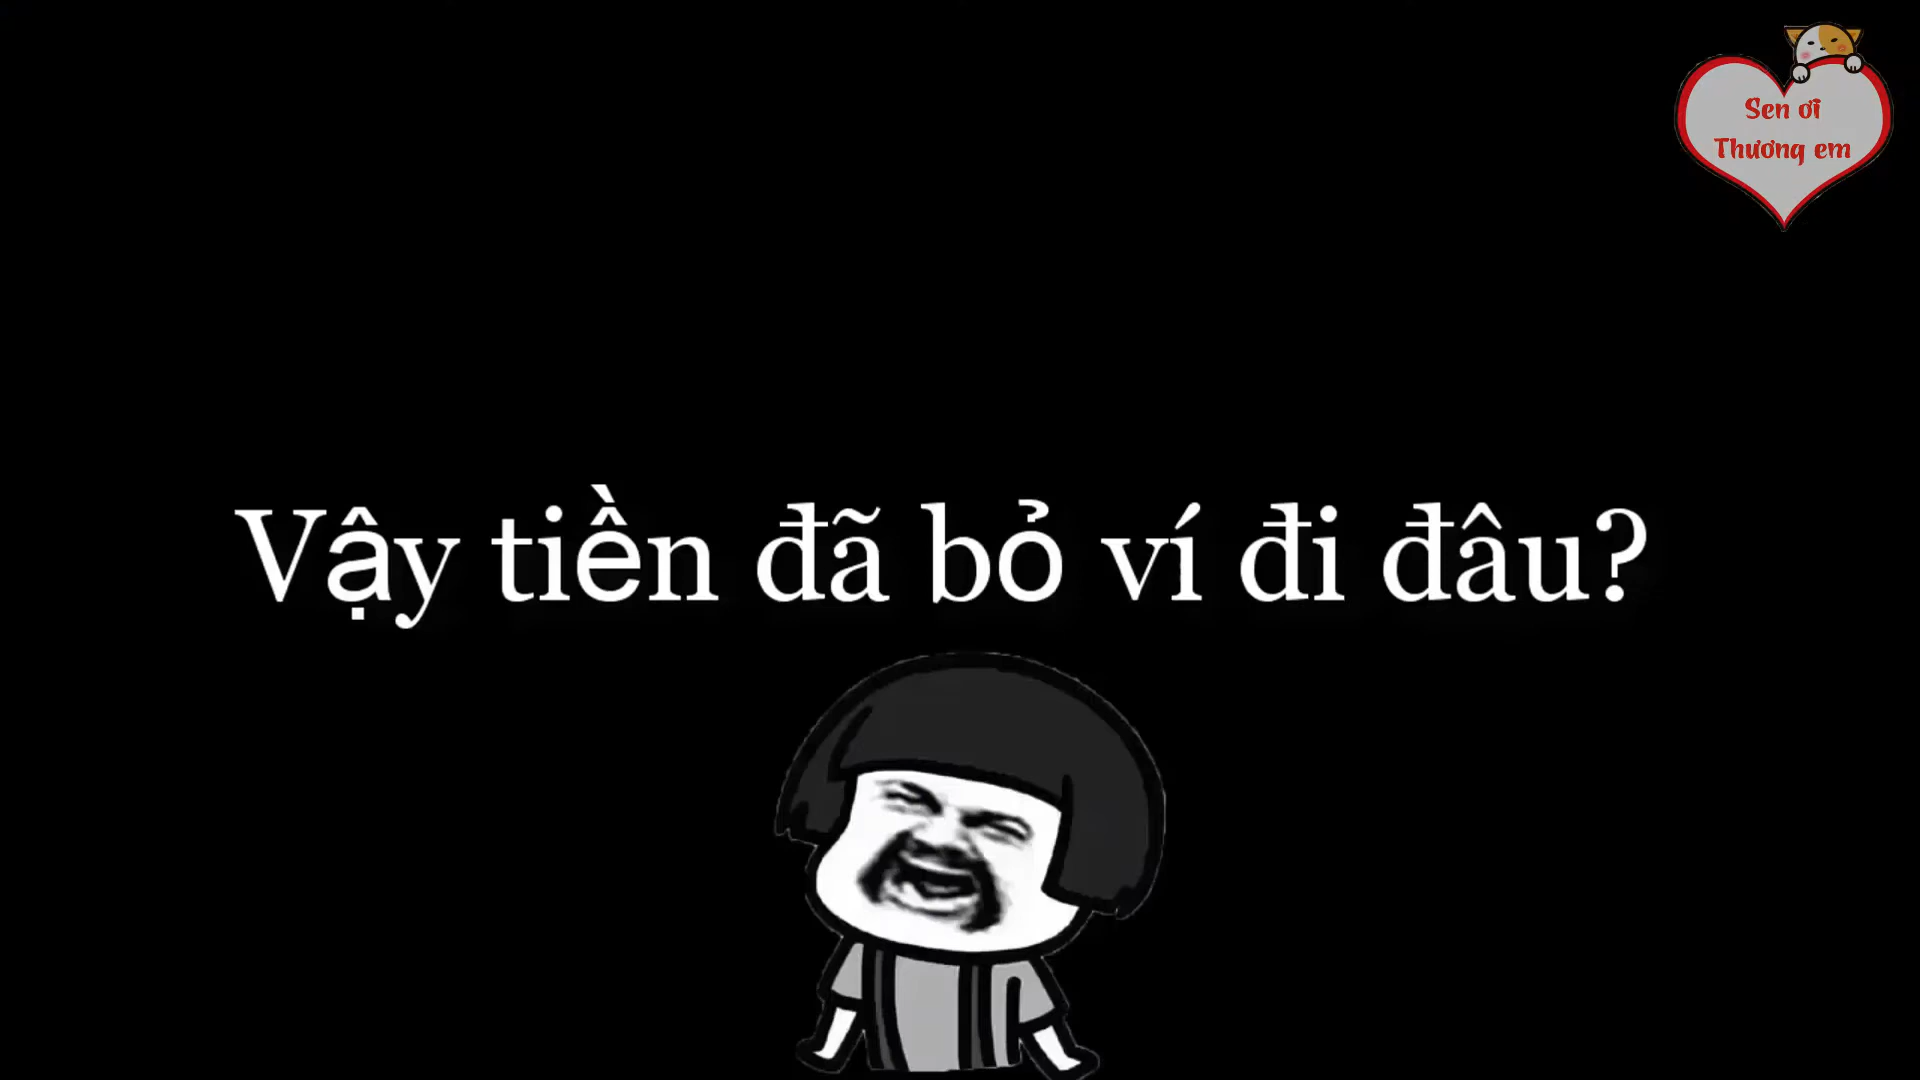 Sen ơi
Thương em
Vậy tiền đã bỏ ví đi đâu?